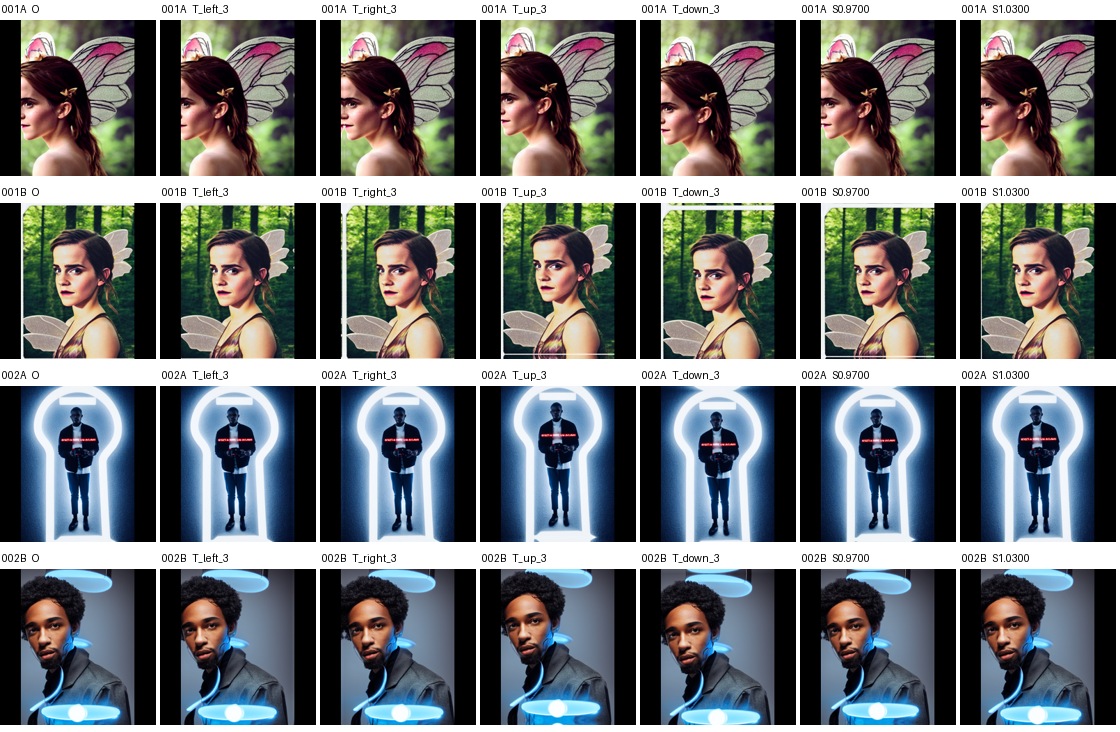 001A O 001A T_left_3 001A T_right_3 001A T_up_3 001A T_down_3 001A S0.9700 001A S1.0300
001B O 001B T_left_3 001B T_right_3 001B T_up_3 001B T_down_3 001B S0.9700 001B S1.0300
002A O 002A T_left_3 002A T_right_3 002A T_up_3 002A T_down_3 002A S0.9700 002A S1.0300
002B O 002B T_left_3 002B T_right_3 002B T_up_3 002B T_down_3 002B S0.9700 002B S1.0300